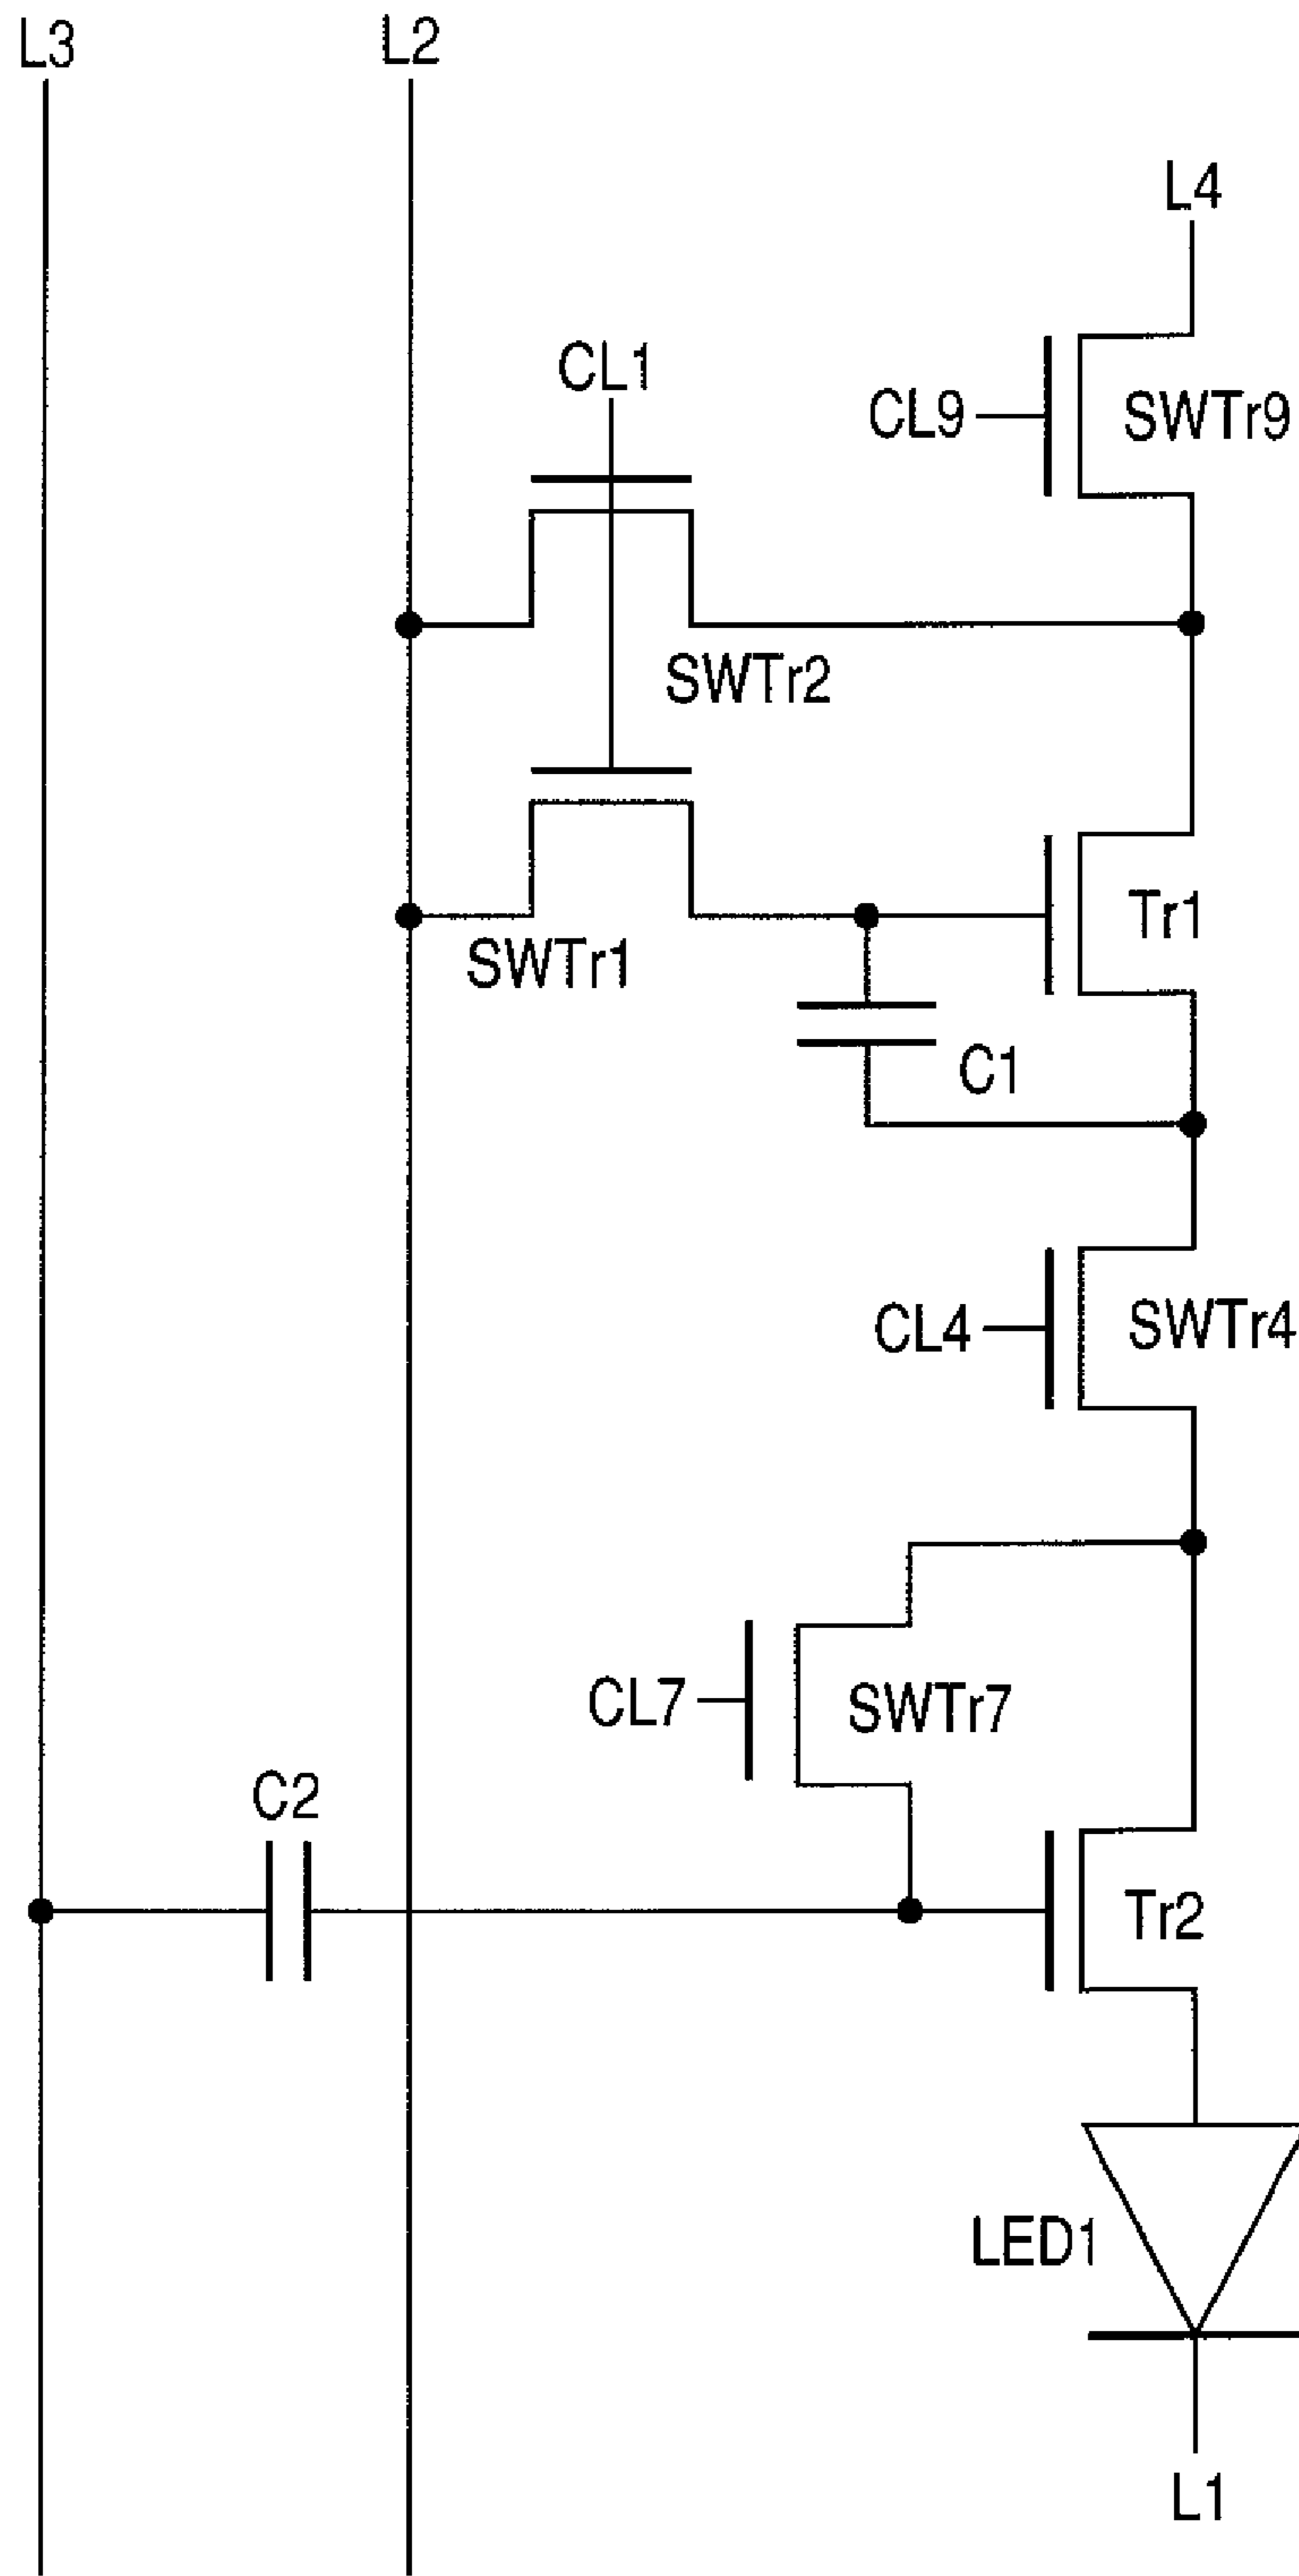 L3
L2
L4
CL1
CL9
SWTr9
SWTr2
Tr1
SWTr1
C1
CL4
SWTr4
CL7
SWTr7
C2
Tr2
LED1
L1